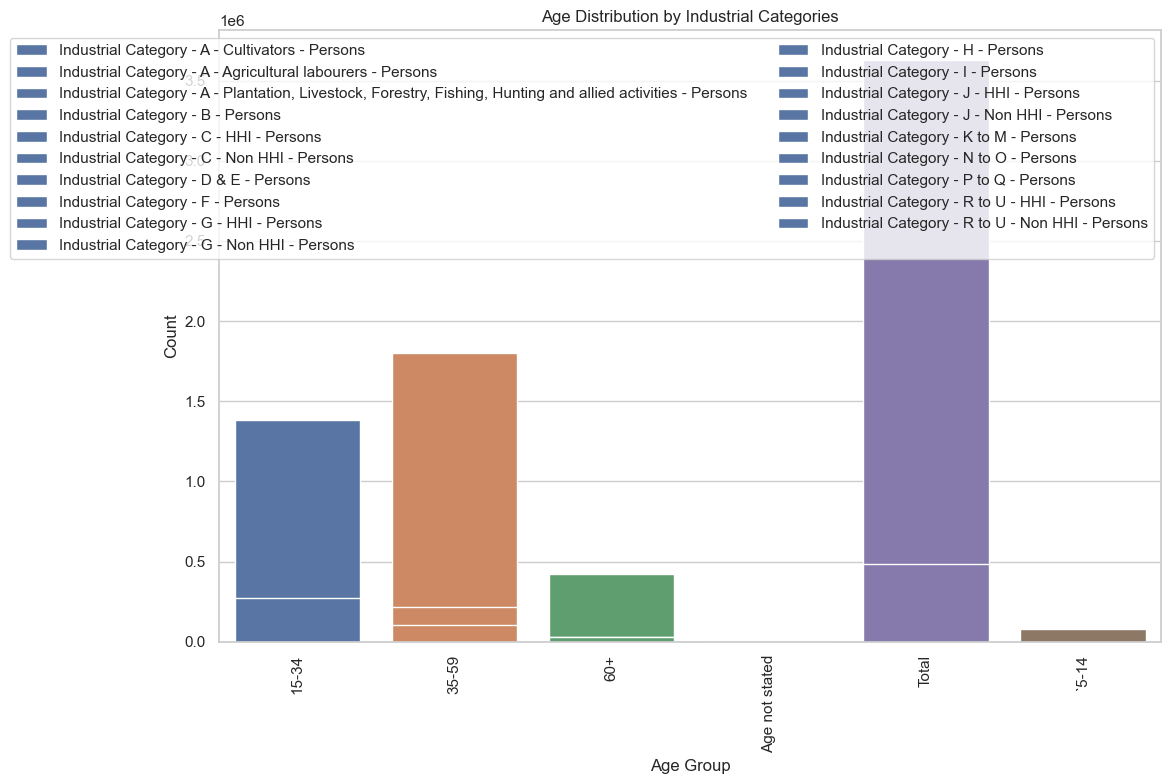 Age Distribution by Industrial Categories
1e6
Industrial Category - A - Cultivators - Persons
Industrial Category - A - Agricultural labourers - Persons
Industrial Category - A - Plantation, Livestock, Forestry, Fishing, Hunting and allied activities - Persons
Industrial Category - B - Persons
Industrial Category - C - HHI - Persons
Industrial Category - C - Non HHI - Persons
Industrial Category - D & E - Persons
Industrial Category - F - Persons
Industrial Category - G - HHI - Persons
Industrial Category - G - Non HHI - Persons
Industrial Category - H - Persons
Industrial Category - I - Persons
Industrial Category - J - HHI - Persons
Industrial Category - J - Non HHI - Persons
Industrial Category - K to M - Persons
Industrial Category - N to O - Persons
Industrial Category - P to Q - Persons
Industrial Category - R to U - HHI - Persons
Industrial Category - R to U - Non HHI - Persons
3.5
3.0
2.5
2.0
1.5
1.0
0.5
0.0
Count
15-34
35-59
60+
Age not stated
Total
`5-14
Age Group